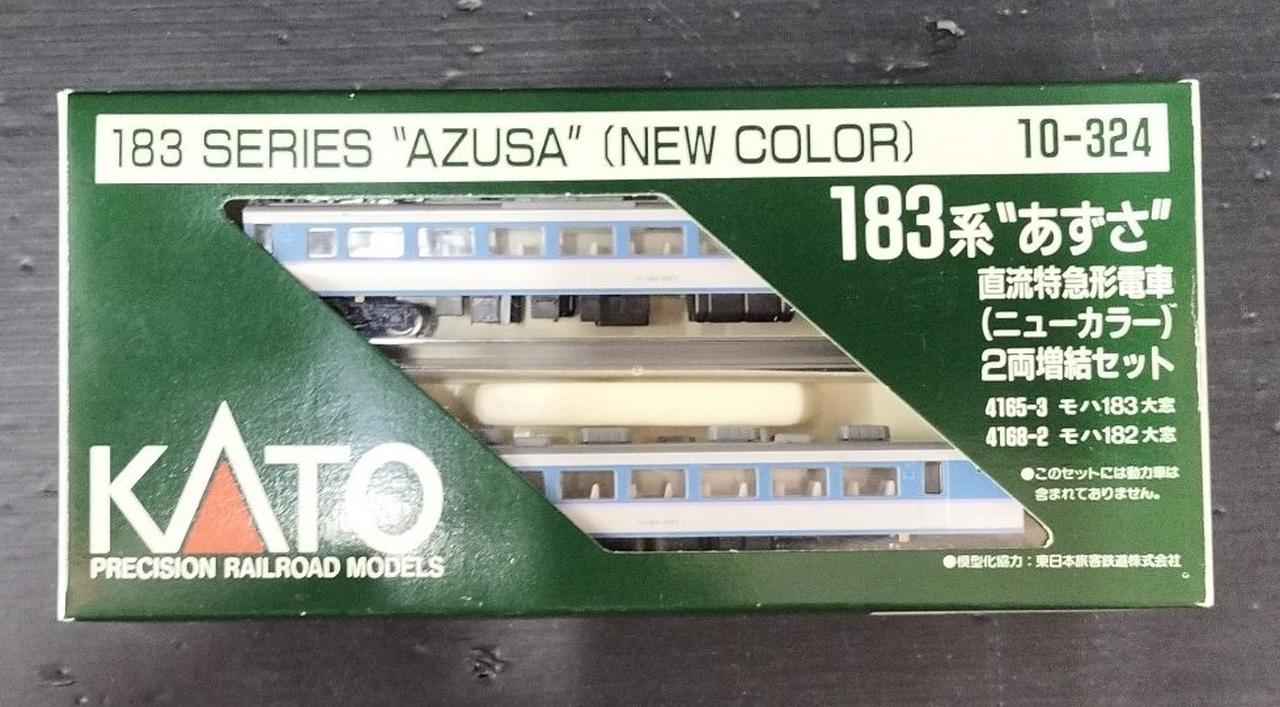 183 SERIES "AZUSA" (NEW COLOR) 10-324
183系"あずさ"
直流特急形電車
(ニューカラー)
2両増結セット
4165-3 モハ183大窓
4168-2 モハ182大窓
●このセットには動力車は
含まれておりません。
KATO
PRECISION RAILROAD MODELS
●模型化協力：東日本旅客鉄道株式会社